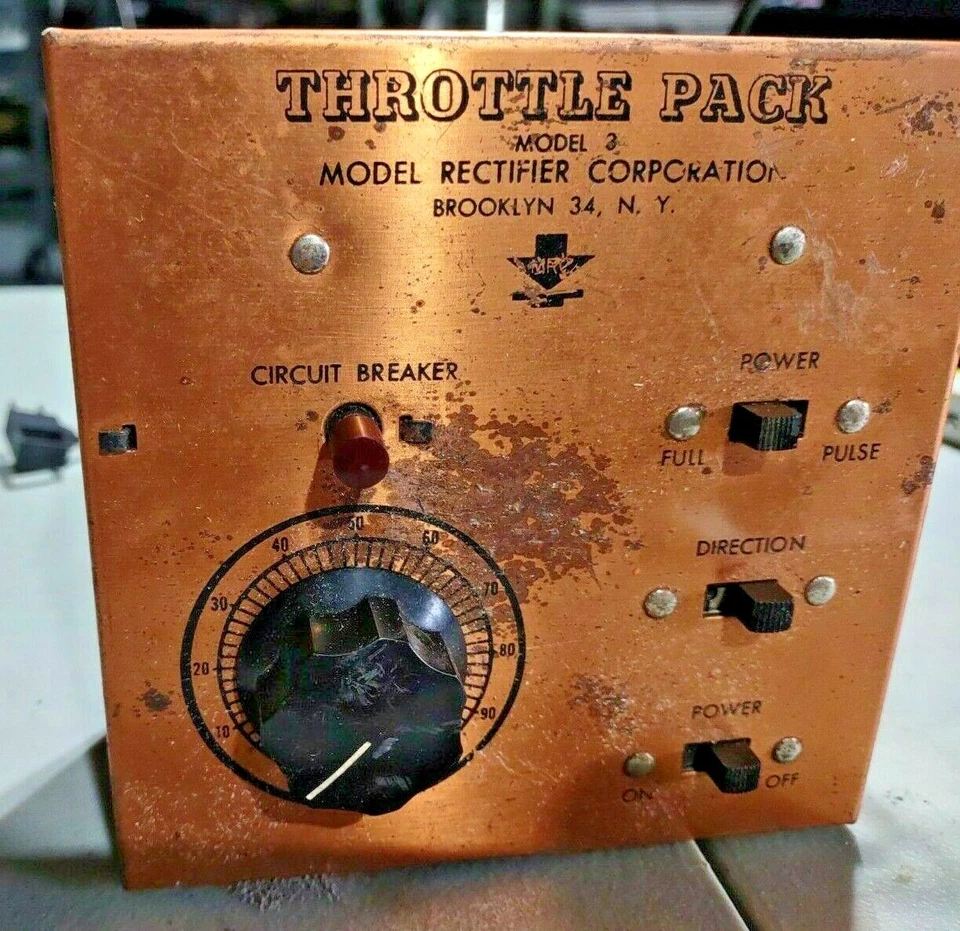 THROTTLE PACK
MODEL 3
MODEL RECTIFIER CORPORATION
BROOKLYN 34, N. Y.
MRC
CIRCUIT BREAKER
POWER
FULL PULSE
DIRECTION
10 20 30 40 50 60 70 80 90
POWER
ON OFF